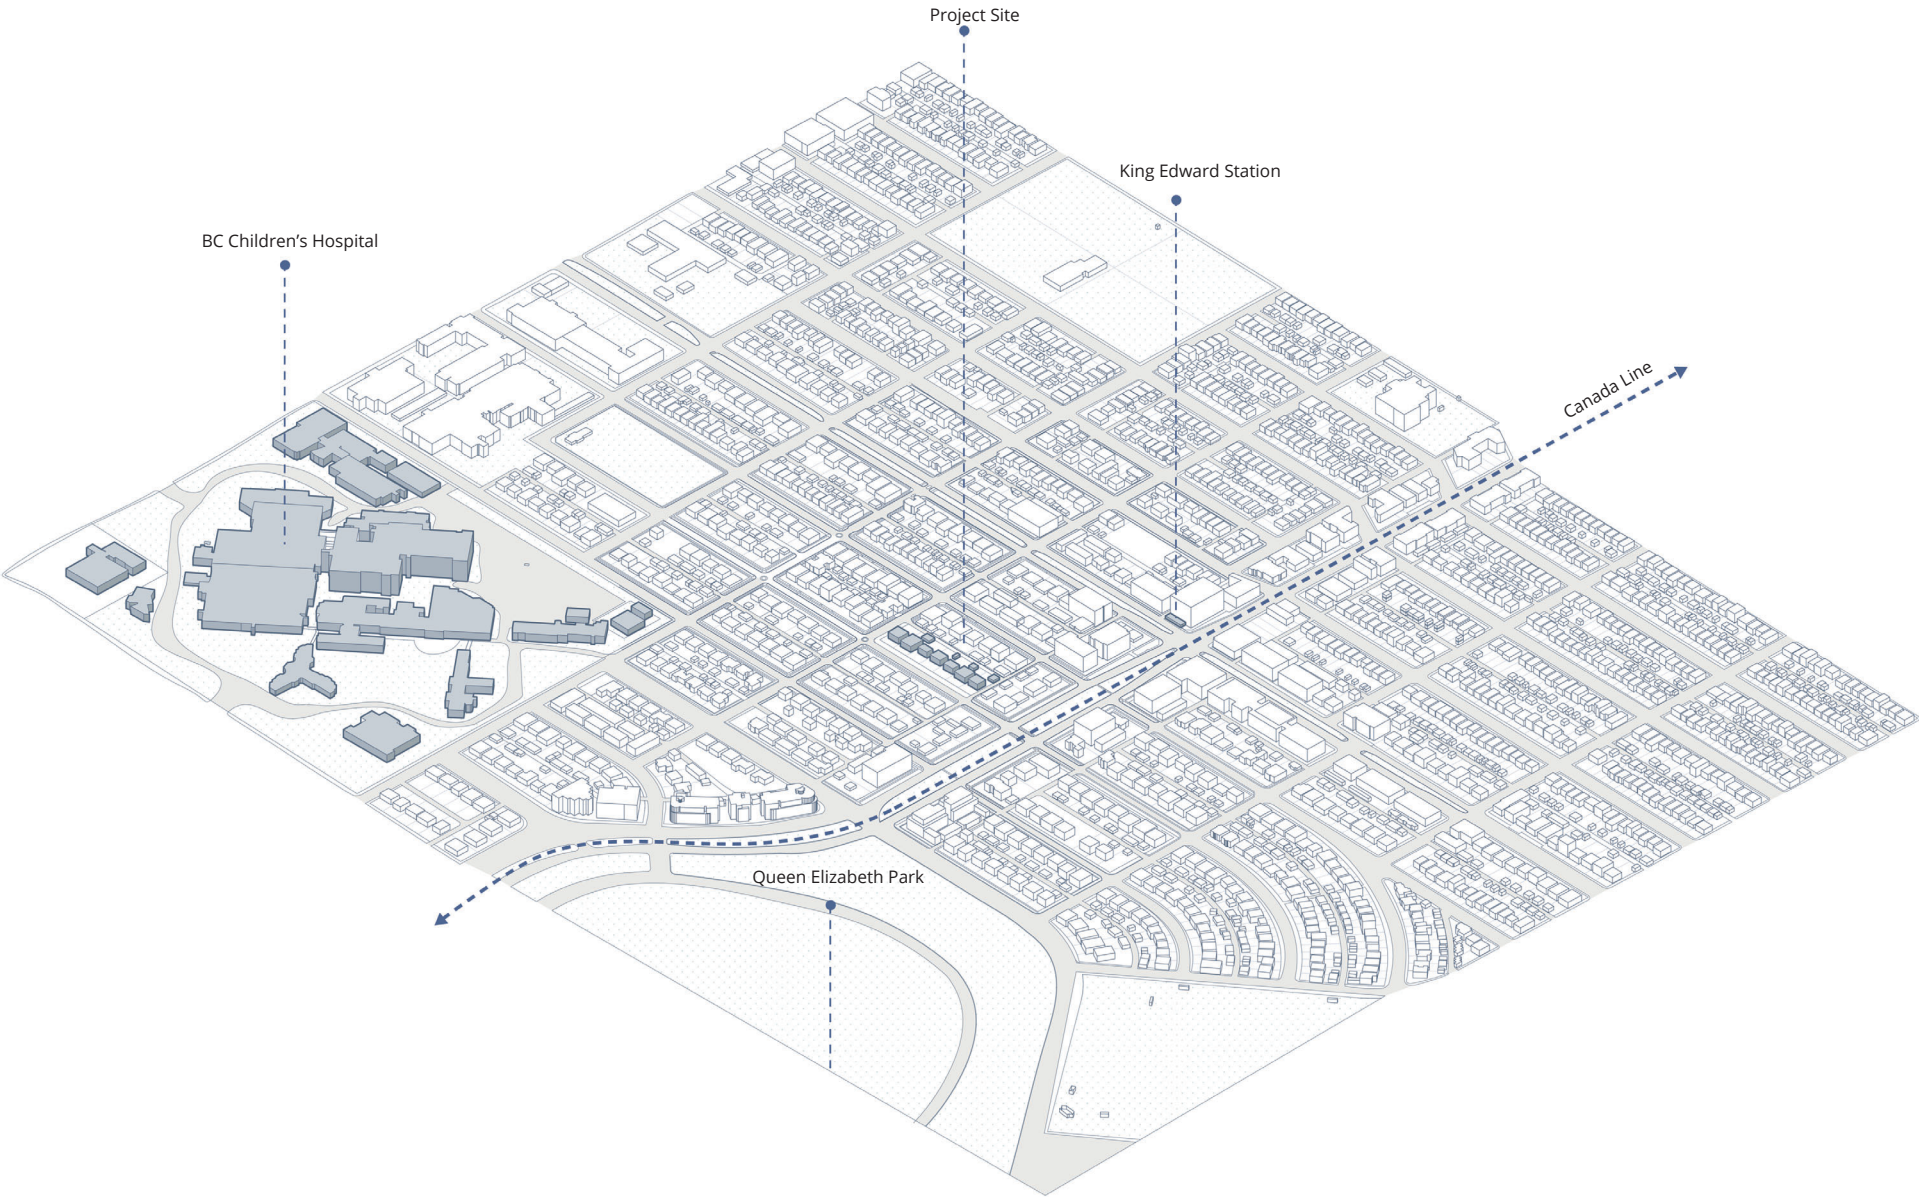 Project Site
King Edward Station
BC Children’s Hospital
Canada Line
Queen Elizabeth Park